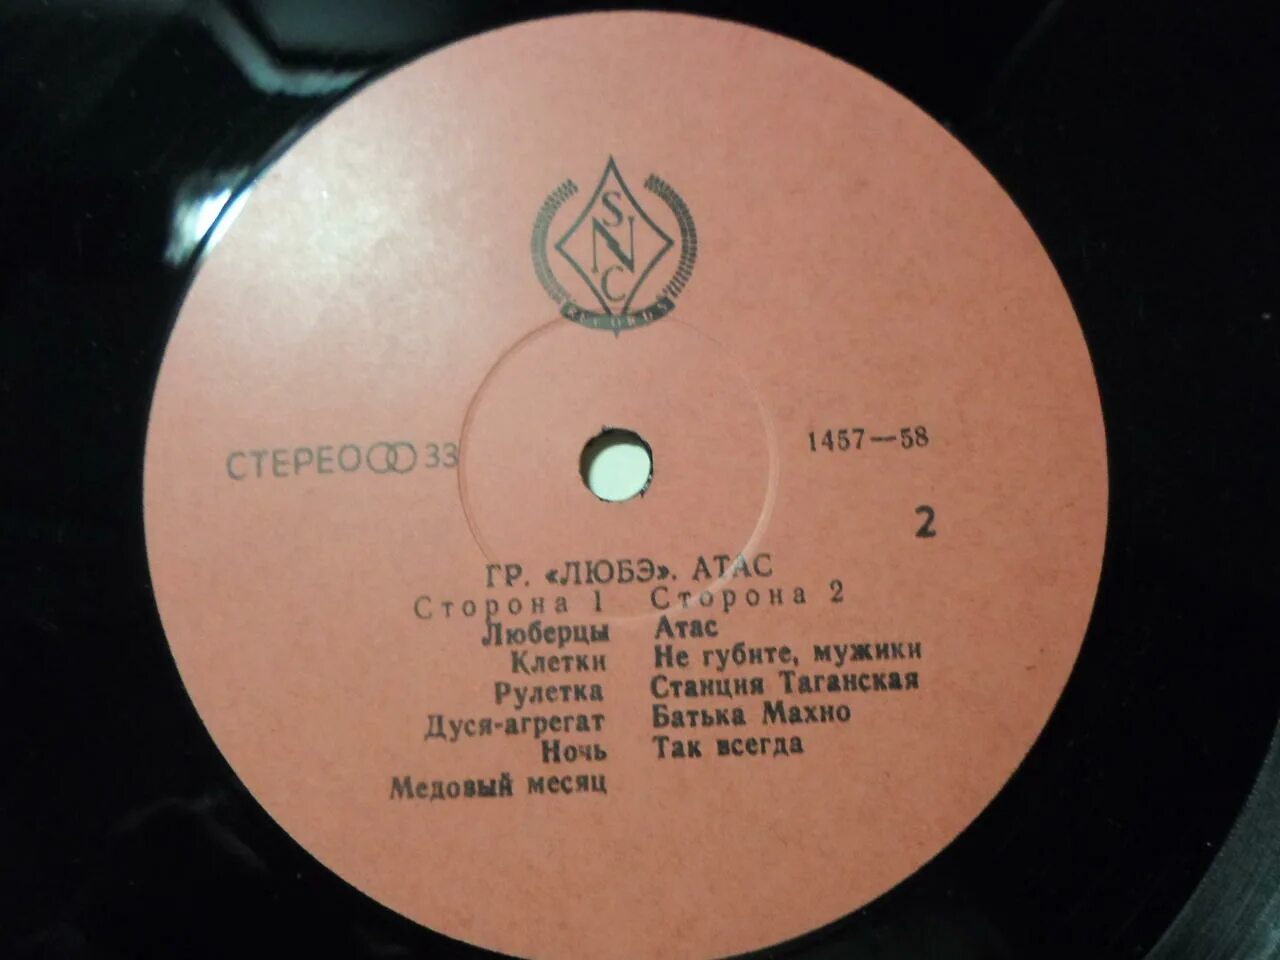 S
N
C
RECORDS
СТЕРЕО 33
1457—58
2
ГР. «ЛЮБЭ». АТАС
Сторона 1 Сторона 2
Люберцы Атас
Клетки Не губите, мужики
Рулетка Станция Таганская
Дуся-агрегат Батька Махно
Ночь Так всегда
Медовый месяц